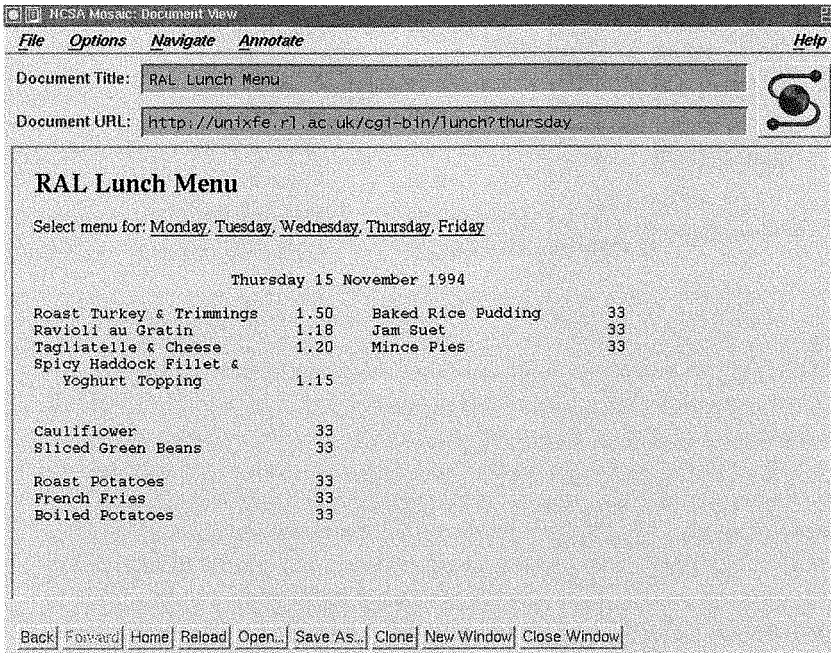 NCSA Mosaic: Document View
File Options Navigate Annotate Help
Document Title: RAL Lunch Menu
Document URL: http://unixfe.rl.ac.uk/cgi-bin/lunch?thursday
RAL Lunch Menu
Select menu for: Monday, Tuesday, Wednesday, Thursday, Friday
Thursday 15 November 1994
Roast Turkey & Trimmings 1.50 Baked Rice Pudding 33
Ravioli au Gratin 1.18 Jam Suet 33
Tagliatelle & Cheese 1.20 Mince Pies 33
Spicy Haddock Fillet &
Yoghurt Topping 1.15
Cauliflower 33
Sliced Green Beans 33
Roast Potatoes 33
French Fries 33
Boiled Potatoes 33
Back Forward Home Reload Open... Save As... Clone New Window Close Window